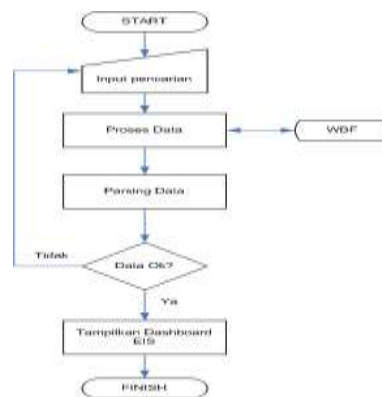 START
Input pencarian
Proses Data
WBF
Parsing Data
Tidak
Data Ok?
Ya
Tampilkan Dashboard
EIS
FINISH